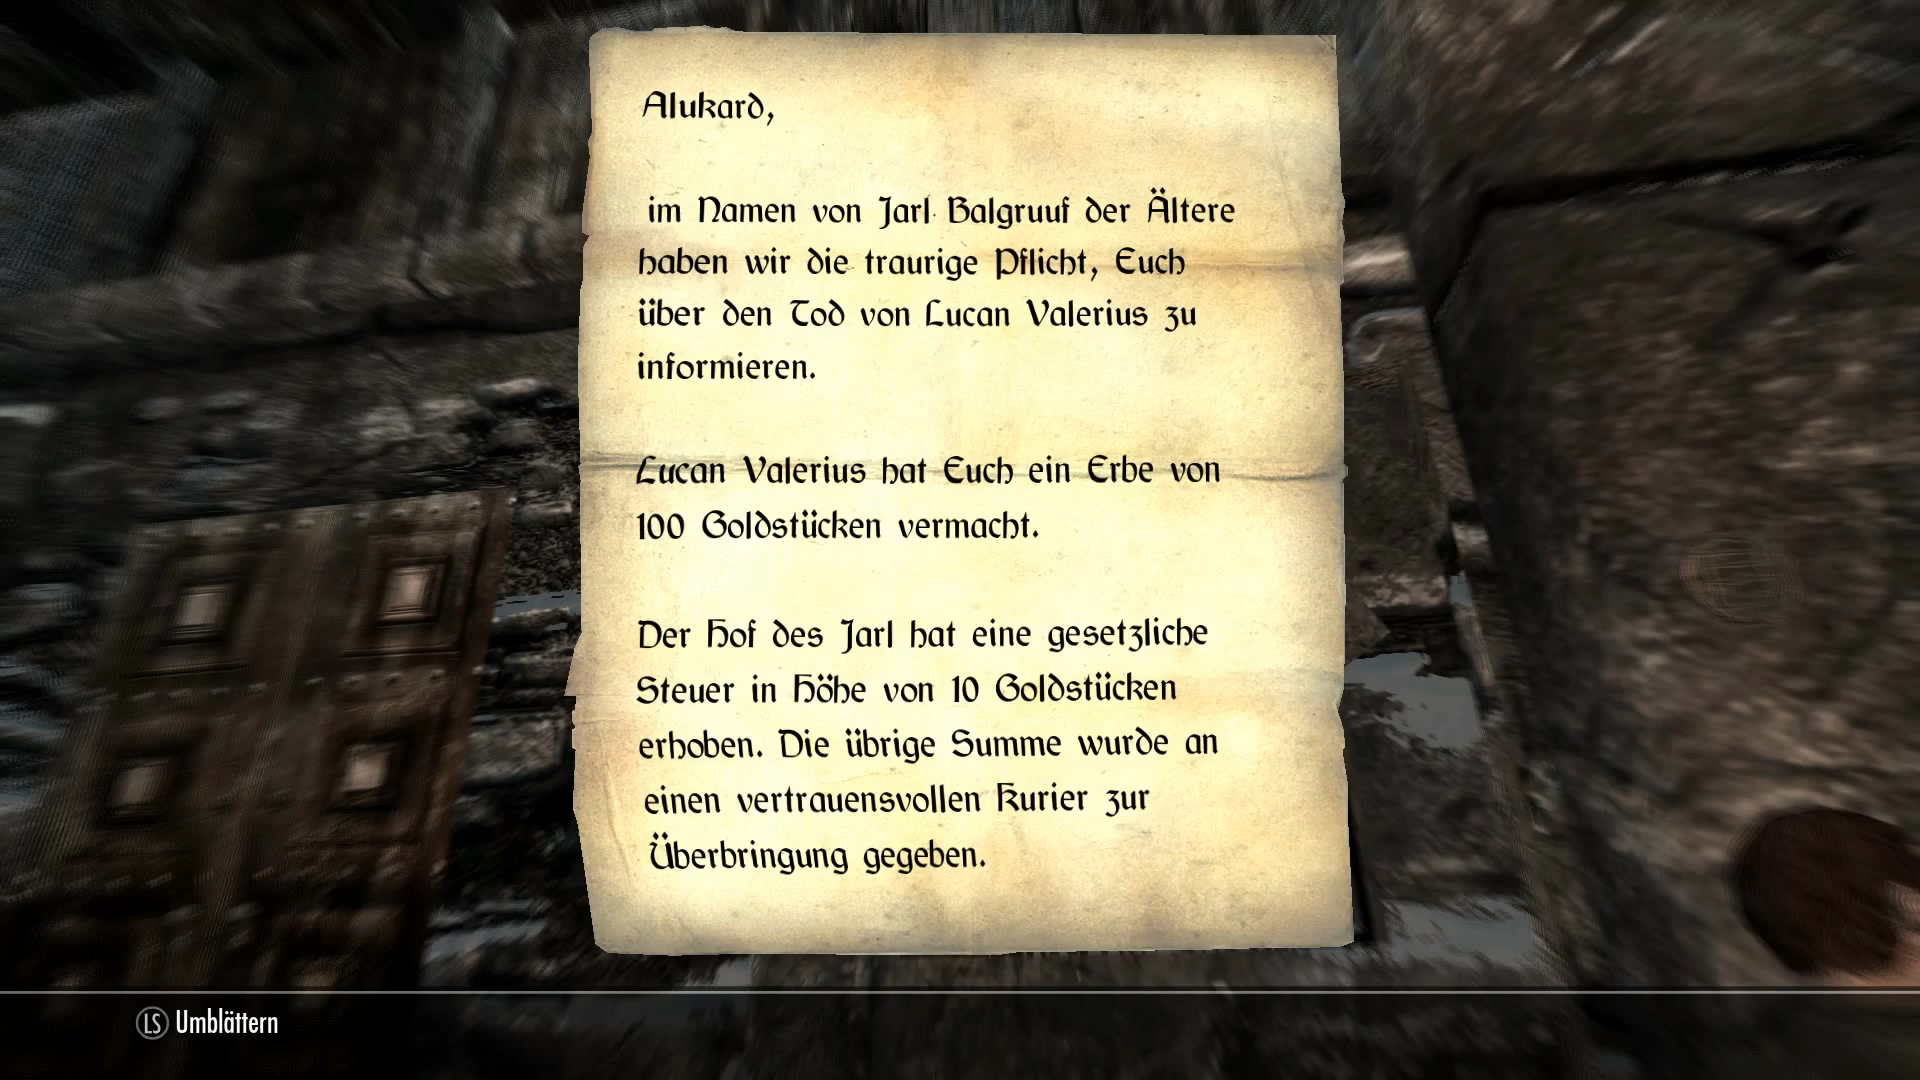 Alukard,
im Namen von Jarl Balgruuf der Ältere
haben wir die traurige Pflicht, Euch
über den Tod von Lucan Valerius zu
informieren.
Lucan Valerius hat Euch ein Erbe von
100 Goldstücken vermacht.
Der Hof des Jarl hat eine gesetzliche
Steuer in Höhe von 10 Goldstücken
erhoben. Die übrige Summe wurde an
einen vertrauensvollen Kurier zur
Überbringung gegeben.
LS Umblättern